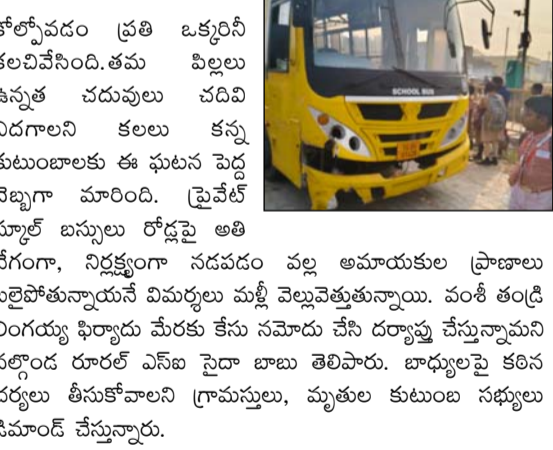 కోల్పోవడం ప్రతి ఒక్కరినీ
కలచివేసింది.తమ పిల్లలు
ఉన్నత చదువులు చదివి
ఎదగాలని కలలు కన్న
కుటుంబాలకు ఈ ఘటన పెద్ద
దెబ్బగా మారింది. ప్రైవేట్
స్కూల్ బస్సులు రోడ్లపై అతి
వేగంగా, నిర్లక్ష్యంగా నడపడం వల్ల అమాయకుల ప్రాణాలు
బలైపోతున్నాయనే విమర్శలు మళ్లీ వెల్లువెత్తుతున్నాయి. వంశీ తండ్రి
లింగయ్య ఫిర్యాదు మేరకు కేసు నమోదు చేసి దర్యాప్తు చేస్తున్నామని
నల్గొండ రూరల్ ఎస్ఐ సైదా బాబు తెలిపారు. బాధ్యులపై కఠిన
చర్యలు తీసుకోవాలని గ్రామస్తులు, మృతుల కుటుంబ సభ్యులు
డిమాండ్ చేస్తున్నారు.
SCHOOL BUS